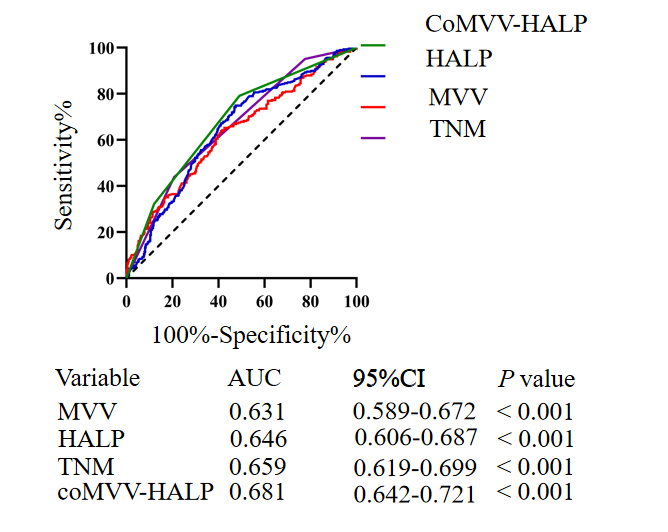 CoMVV-HALP
HALP
MVV
TNM
100
80
60
40
20
0
Sensitivity%
0 20 40 60 80 100
100%-Specificity%
Variable AUC 95%CI P value
MVV 0.631 0.589-0.672 < 0.001
HALP 0.646 0.606-0.687 < 0.001
TNM 0.659 0.619-0.699 < 0.001
coMVV-HALP 0.681 0.642-0.721 < 0.001